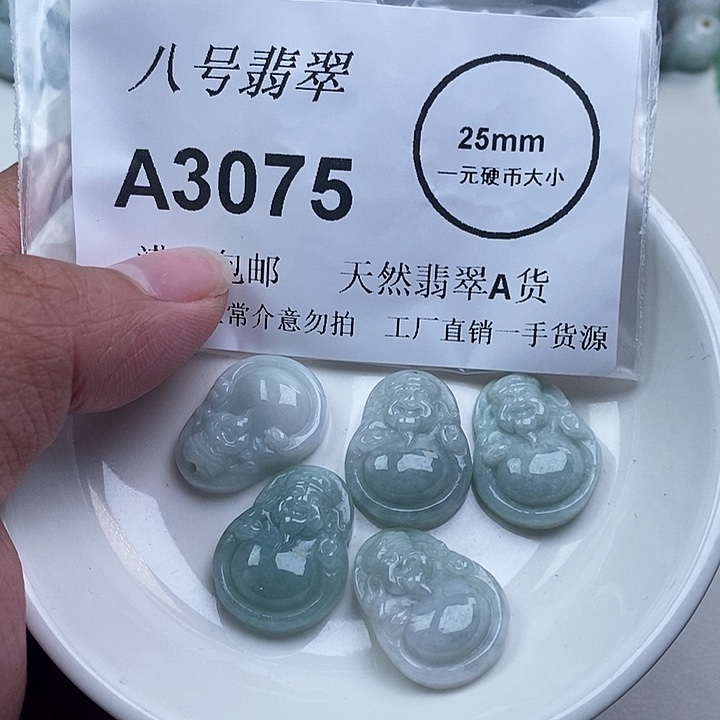 八号翡翠
25mm
一元硬币大小
A3075
包邮 天然翡翠A货
常介意勿拍 工厂直销一手货源